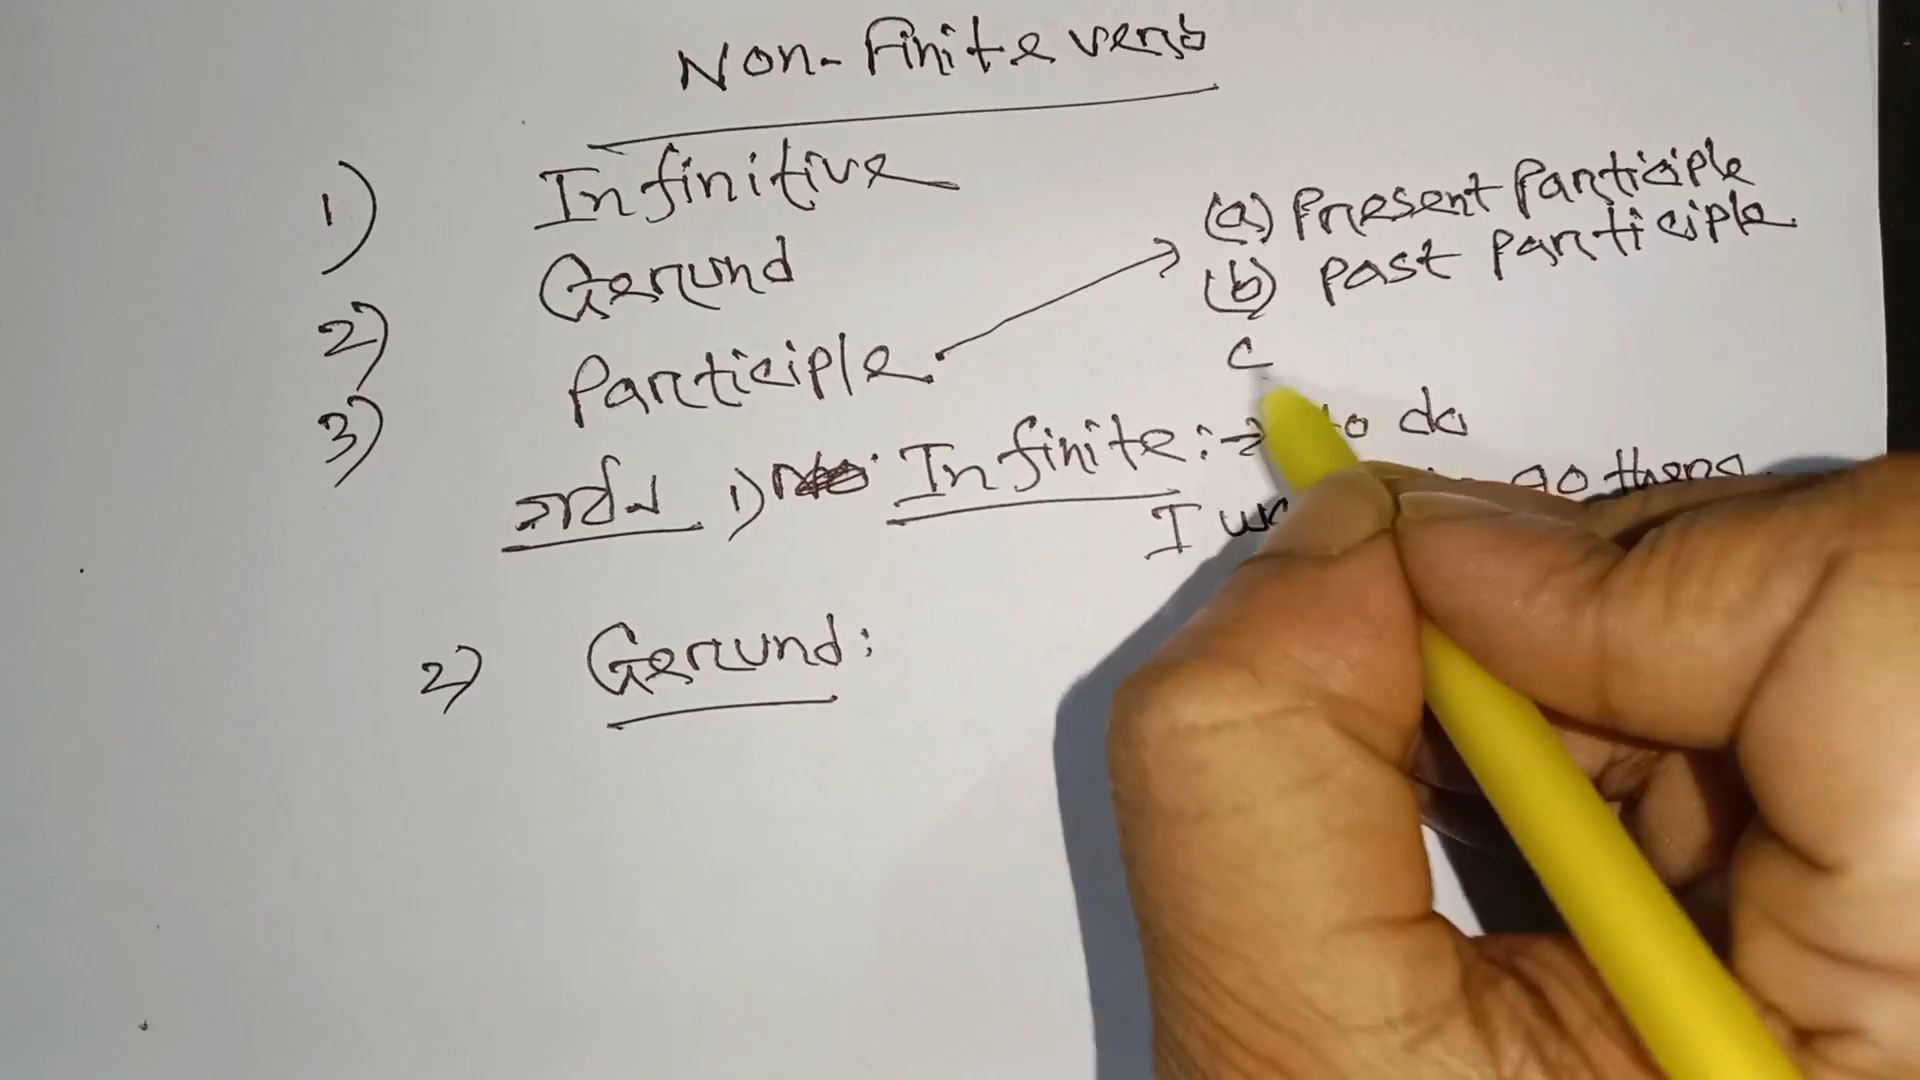 Non-finite verb
1) Infinitive
2) Gerund
3) Participle
(a) Present Participle
(b) past participle
c
গঠন 1) Infinite:→ to do
I go there
2) Gerund: